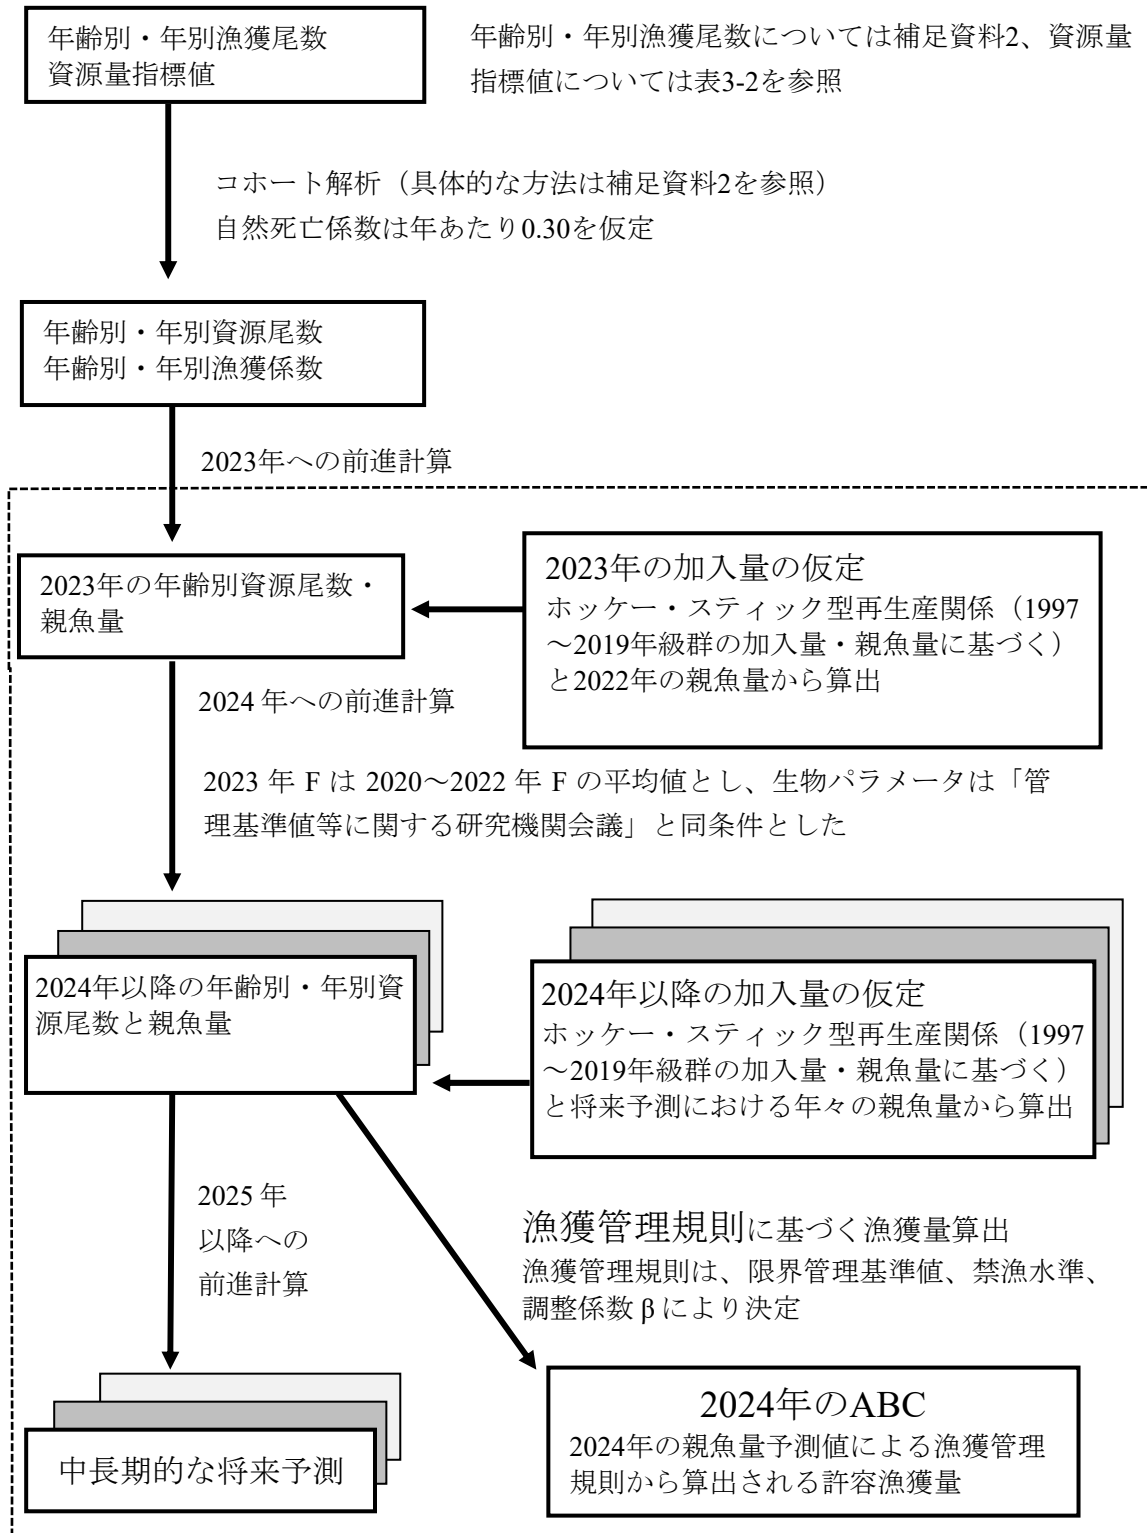 年齢別・年別漁獲尾数
資源量指標値
年齢別・年別漁獲尾数については補足資料2、資源量
指標値については表3-2を参照
コホート解析（具体的な方法は補足資料2を参照）
自然死亡係数は年あたり0.30を仮定
年齢別・年別資源尾数
年齢別・年別漁獲係数
2023年への前進計算
2023年の年齢別資源尾数・
親魚量
2023年の加入量の仮定
ホッケー・スティック型再生産関係（1997
～2019年級群の加入量・親魚量に基づく）
と2022年の親魚量から算出
2024 年への前進計算
2023 年 F は 2020～2022 年 F の平均値とし、生物パラメータは「管
理基準値等に関する研究機関会議」と同条件とした
2024年以降の年齢別・年別資
源尾数と親魚量
2024年以降の加入量の仮定
ホッケー・スティック型再生産関係（1997
～2019年級群の加入量・親魚量に基づく）
と将来予測における年々の親魚量から算出
2025 年
以降への
前進計算
漁獲管理規則に基づく漁獲量算出
漁獲管理規則は、限界管理基準値、禁漁水準、
調整係数 β により決定
中長期的な将来予測
2024年のABC
2024年の親魚量予測値による漁獲管理
規則から算出される許容漁獲量